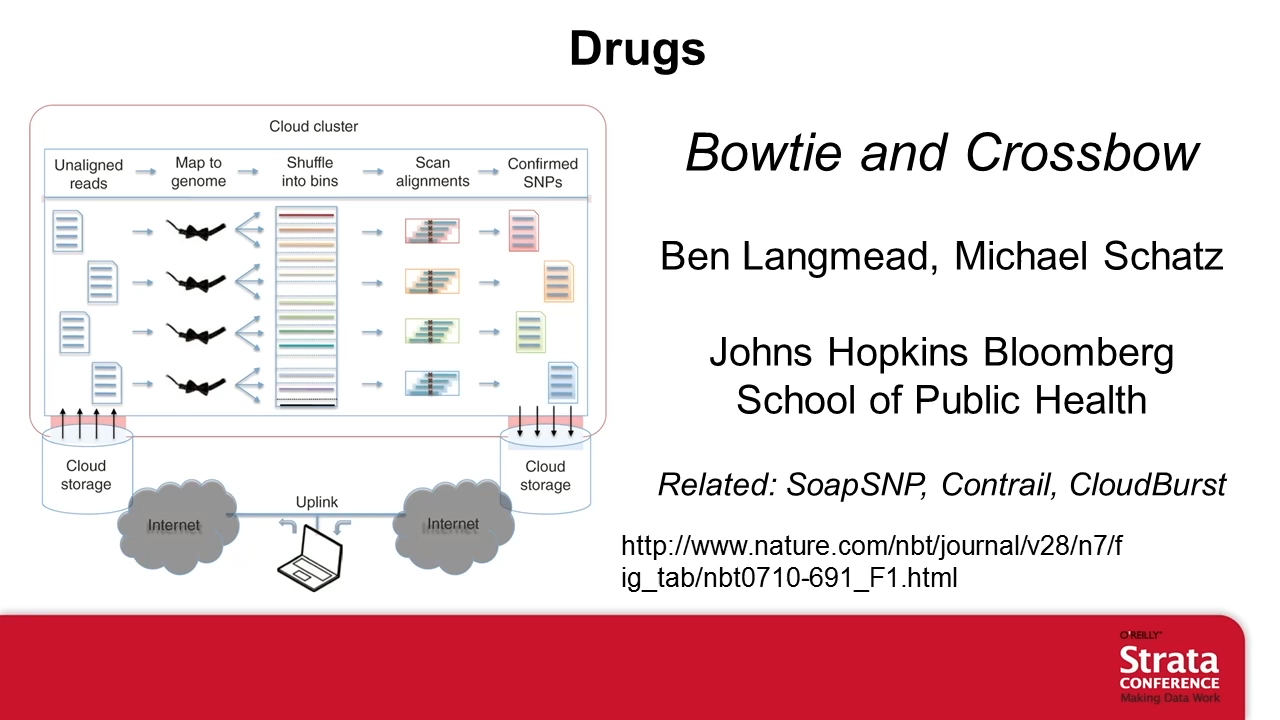 Drugs
Cloud cluster
Unaligned
reads
Map to
genome
Shuffle
into bins
Scan
alignments
Confirmed
SNPs
Cloud
storage
Cloud
storage
Uplink
Internet
Internet
Bowtie and Crossbow
Ben Langmead, Michael Schatz
Johns Hopkins Bloomberg
School of Public Health
Related: SoapSNP, Contrail, CloudBurst
http://www.nature.com/nbt/journal/v28/n7/f
ig_tab/nbt0710-691_F1.html
O'REILLY®
Strata
CONFERENCE
Making Data Work